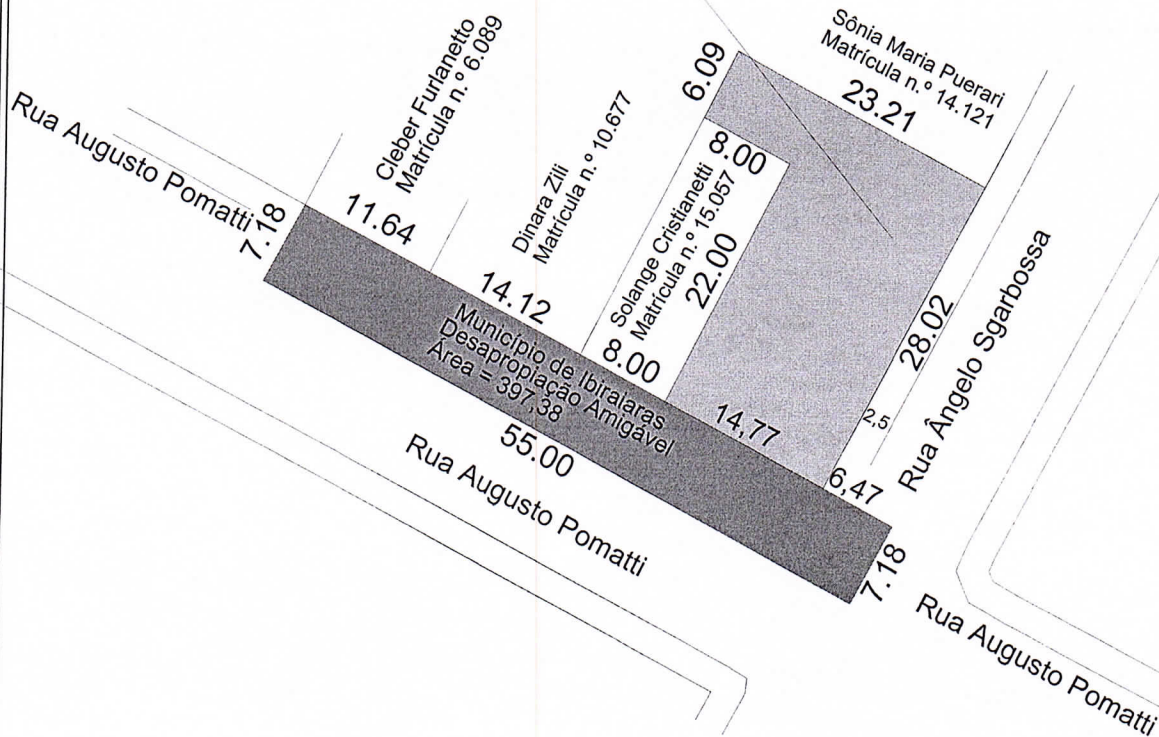 Sônia Maria Puerari
Matrícula n.º 14.121
23.21
6.09
Cleber Furlanetto
Matrícula n.º 6.089
Rua Augusto Pomatti
7.18
11.64
Dinara Zili
Matrícula n.º 10.677
14.12
8.00
Solange Cristianetti
Matrícula n.º 15.057
22.00
8.00
28.02
Rua Ângelo Sgarbossa
2,5
14,77
6,47
Município de Ibiraiaras
Desapropiação Amigável
Área = 397,38
55.00
Rua Augusto Pomatti
7.18
Rua Augusto Pomatti